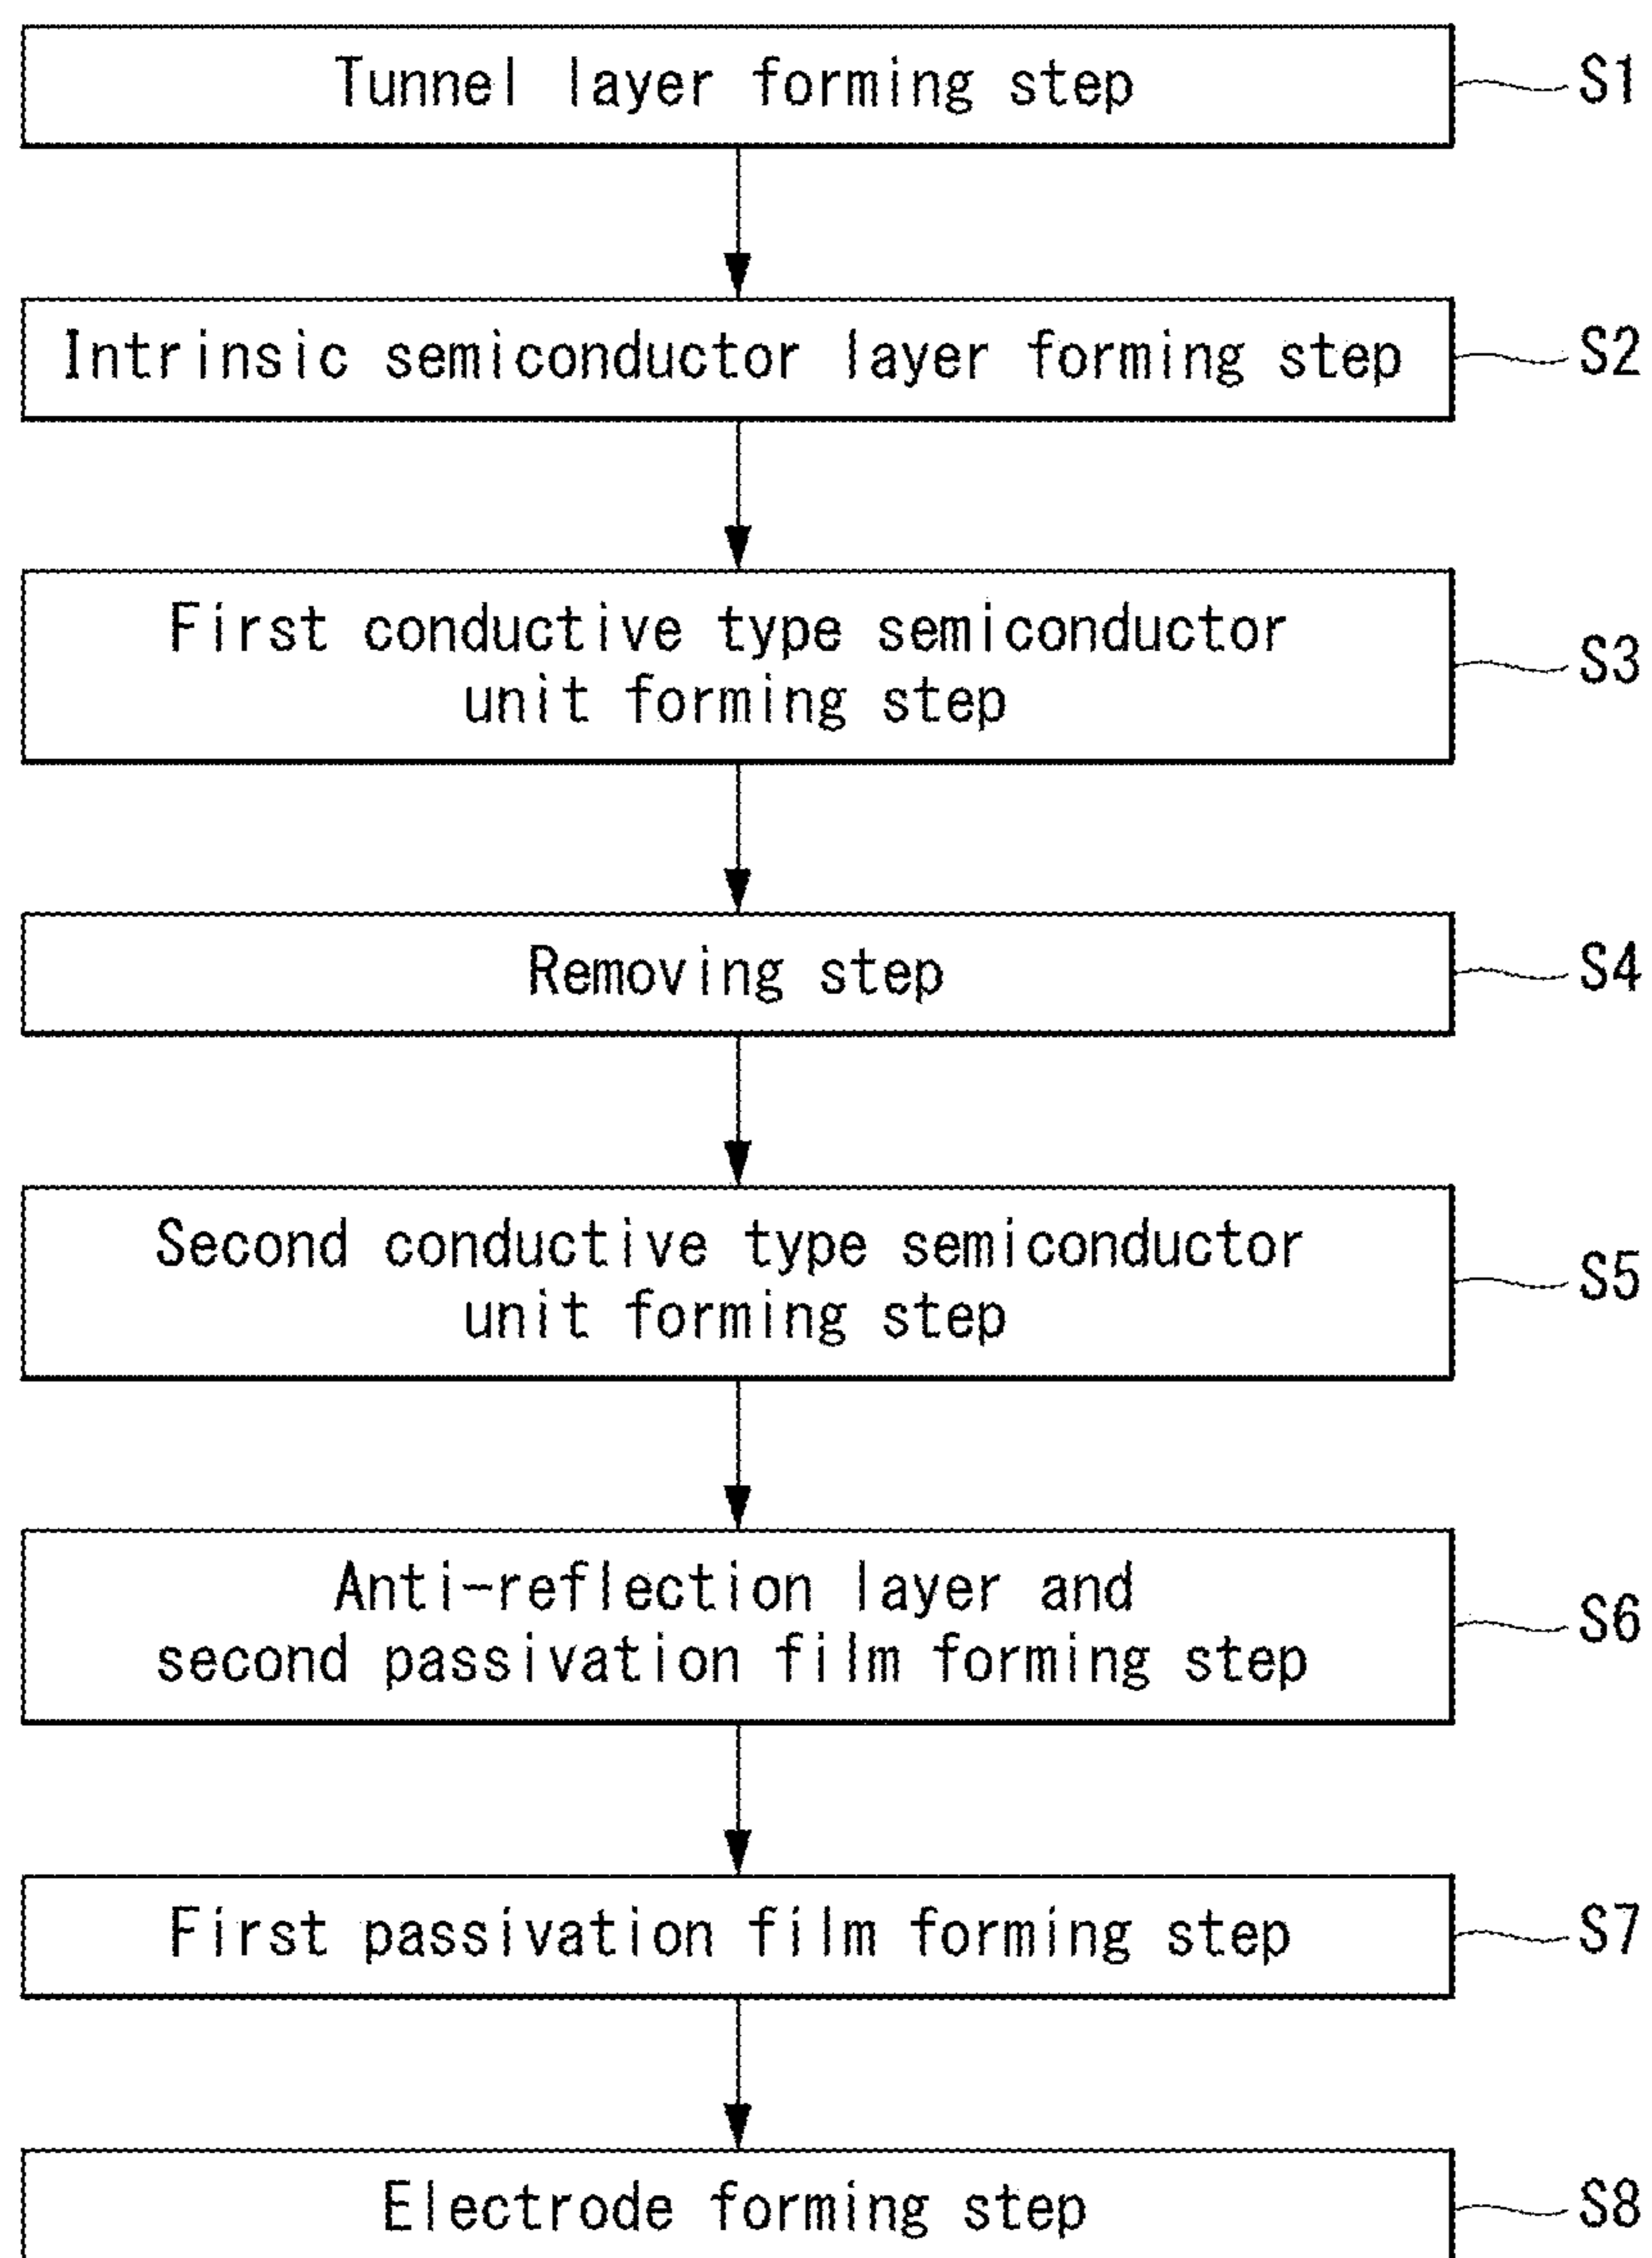 Tunnel layer forming step
S1
Intrinsic semiconductor layer forming step
S2
First conductive type semiconductor
unit forming step
S3
Removing step
S4
Second conductive type semiconductor
unit forming step
S5
Anti-reflection layer and
second passivation film forming step
S6
First passivation film forming step
S7
Electrode forming step
S8